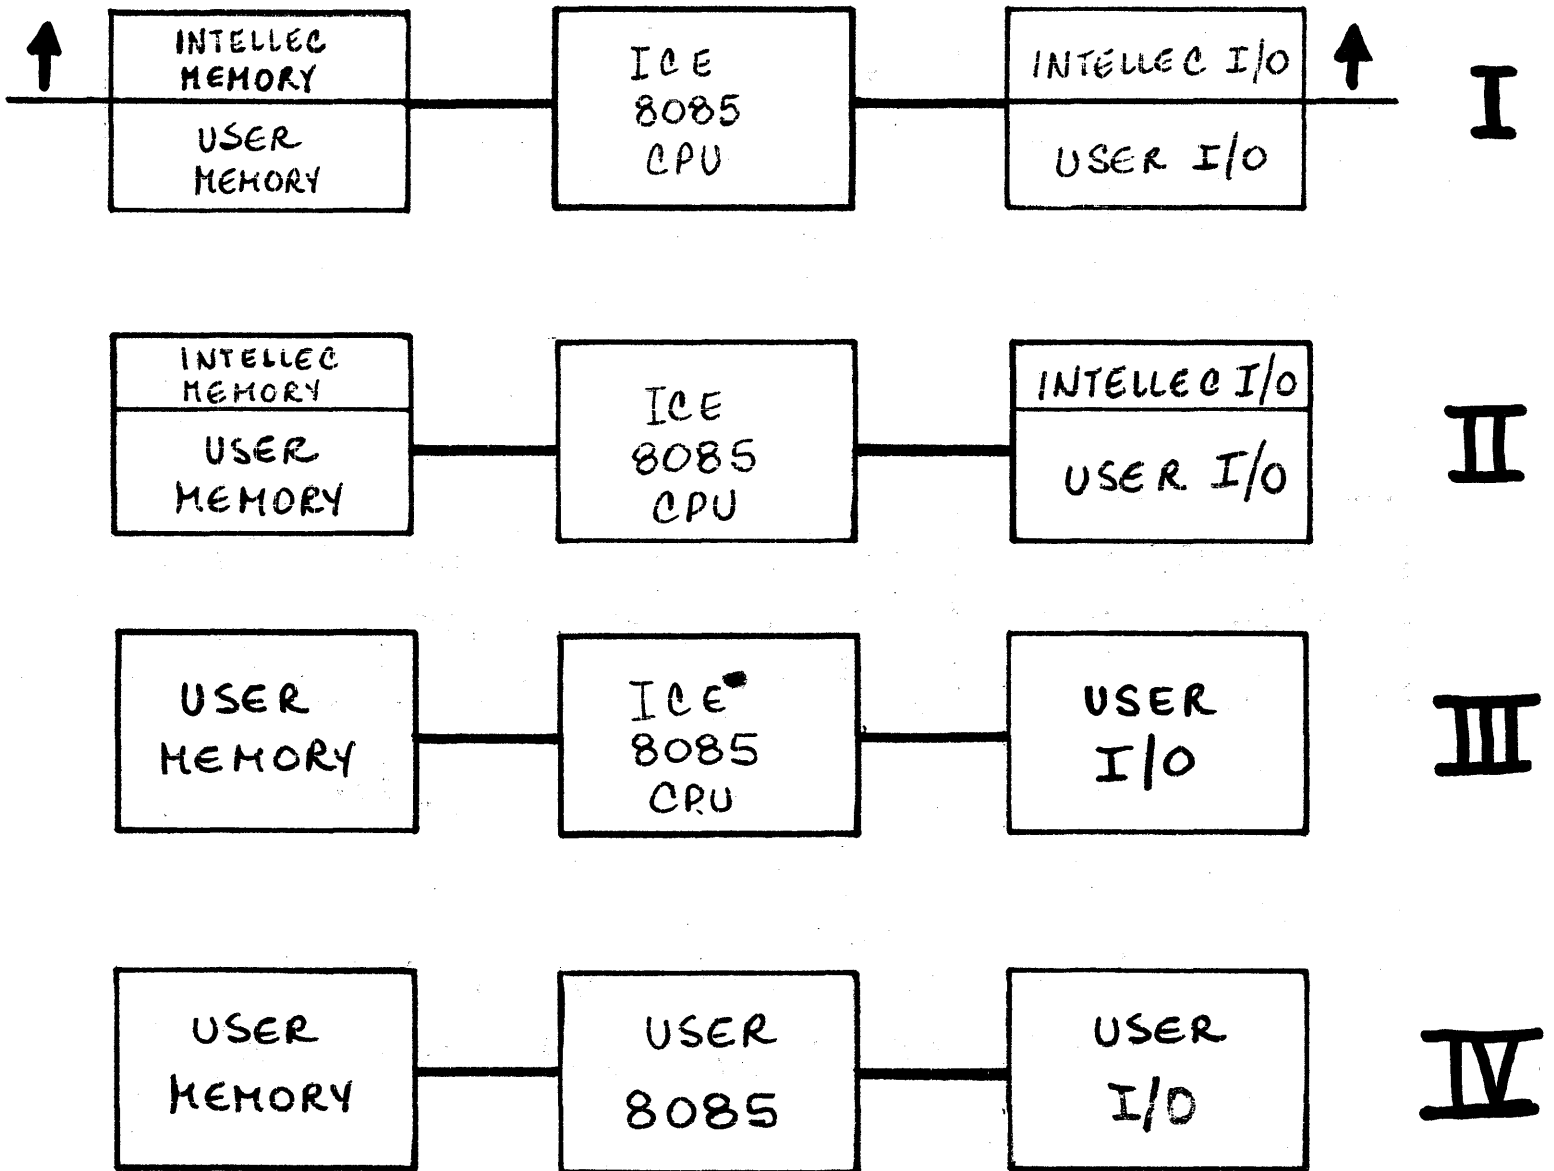 INTELLEC
MEMORY
USER
MEMORY
ICE
8085
CPU
INTELLEC I/O
USER I/O
I
INTELLEC
MEMORY
USER
MEMORY
ICE
8085
CPU
INTELLEC I/O
USER I/O
II
USER
MEMORY
ICE
8085
CPU
USER
I/O
III
USER
MEMORY
USER
8085
USER
I/O
IV